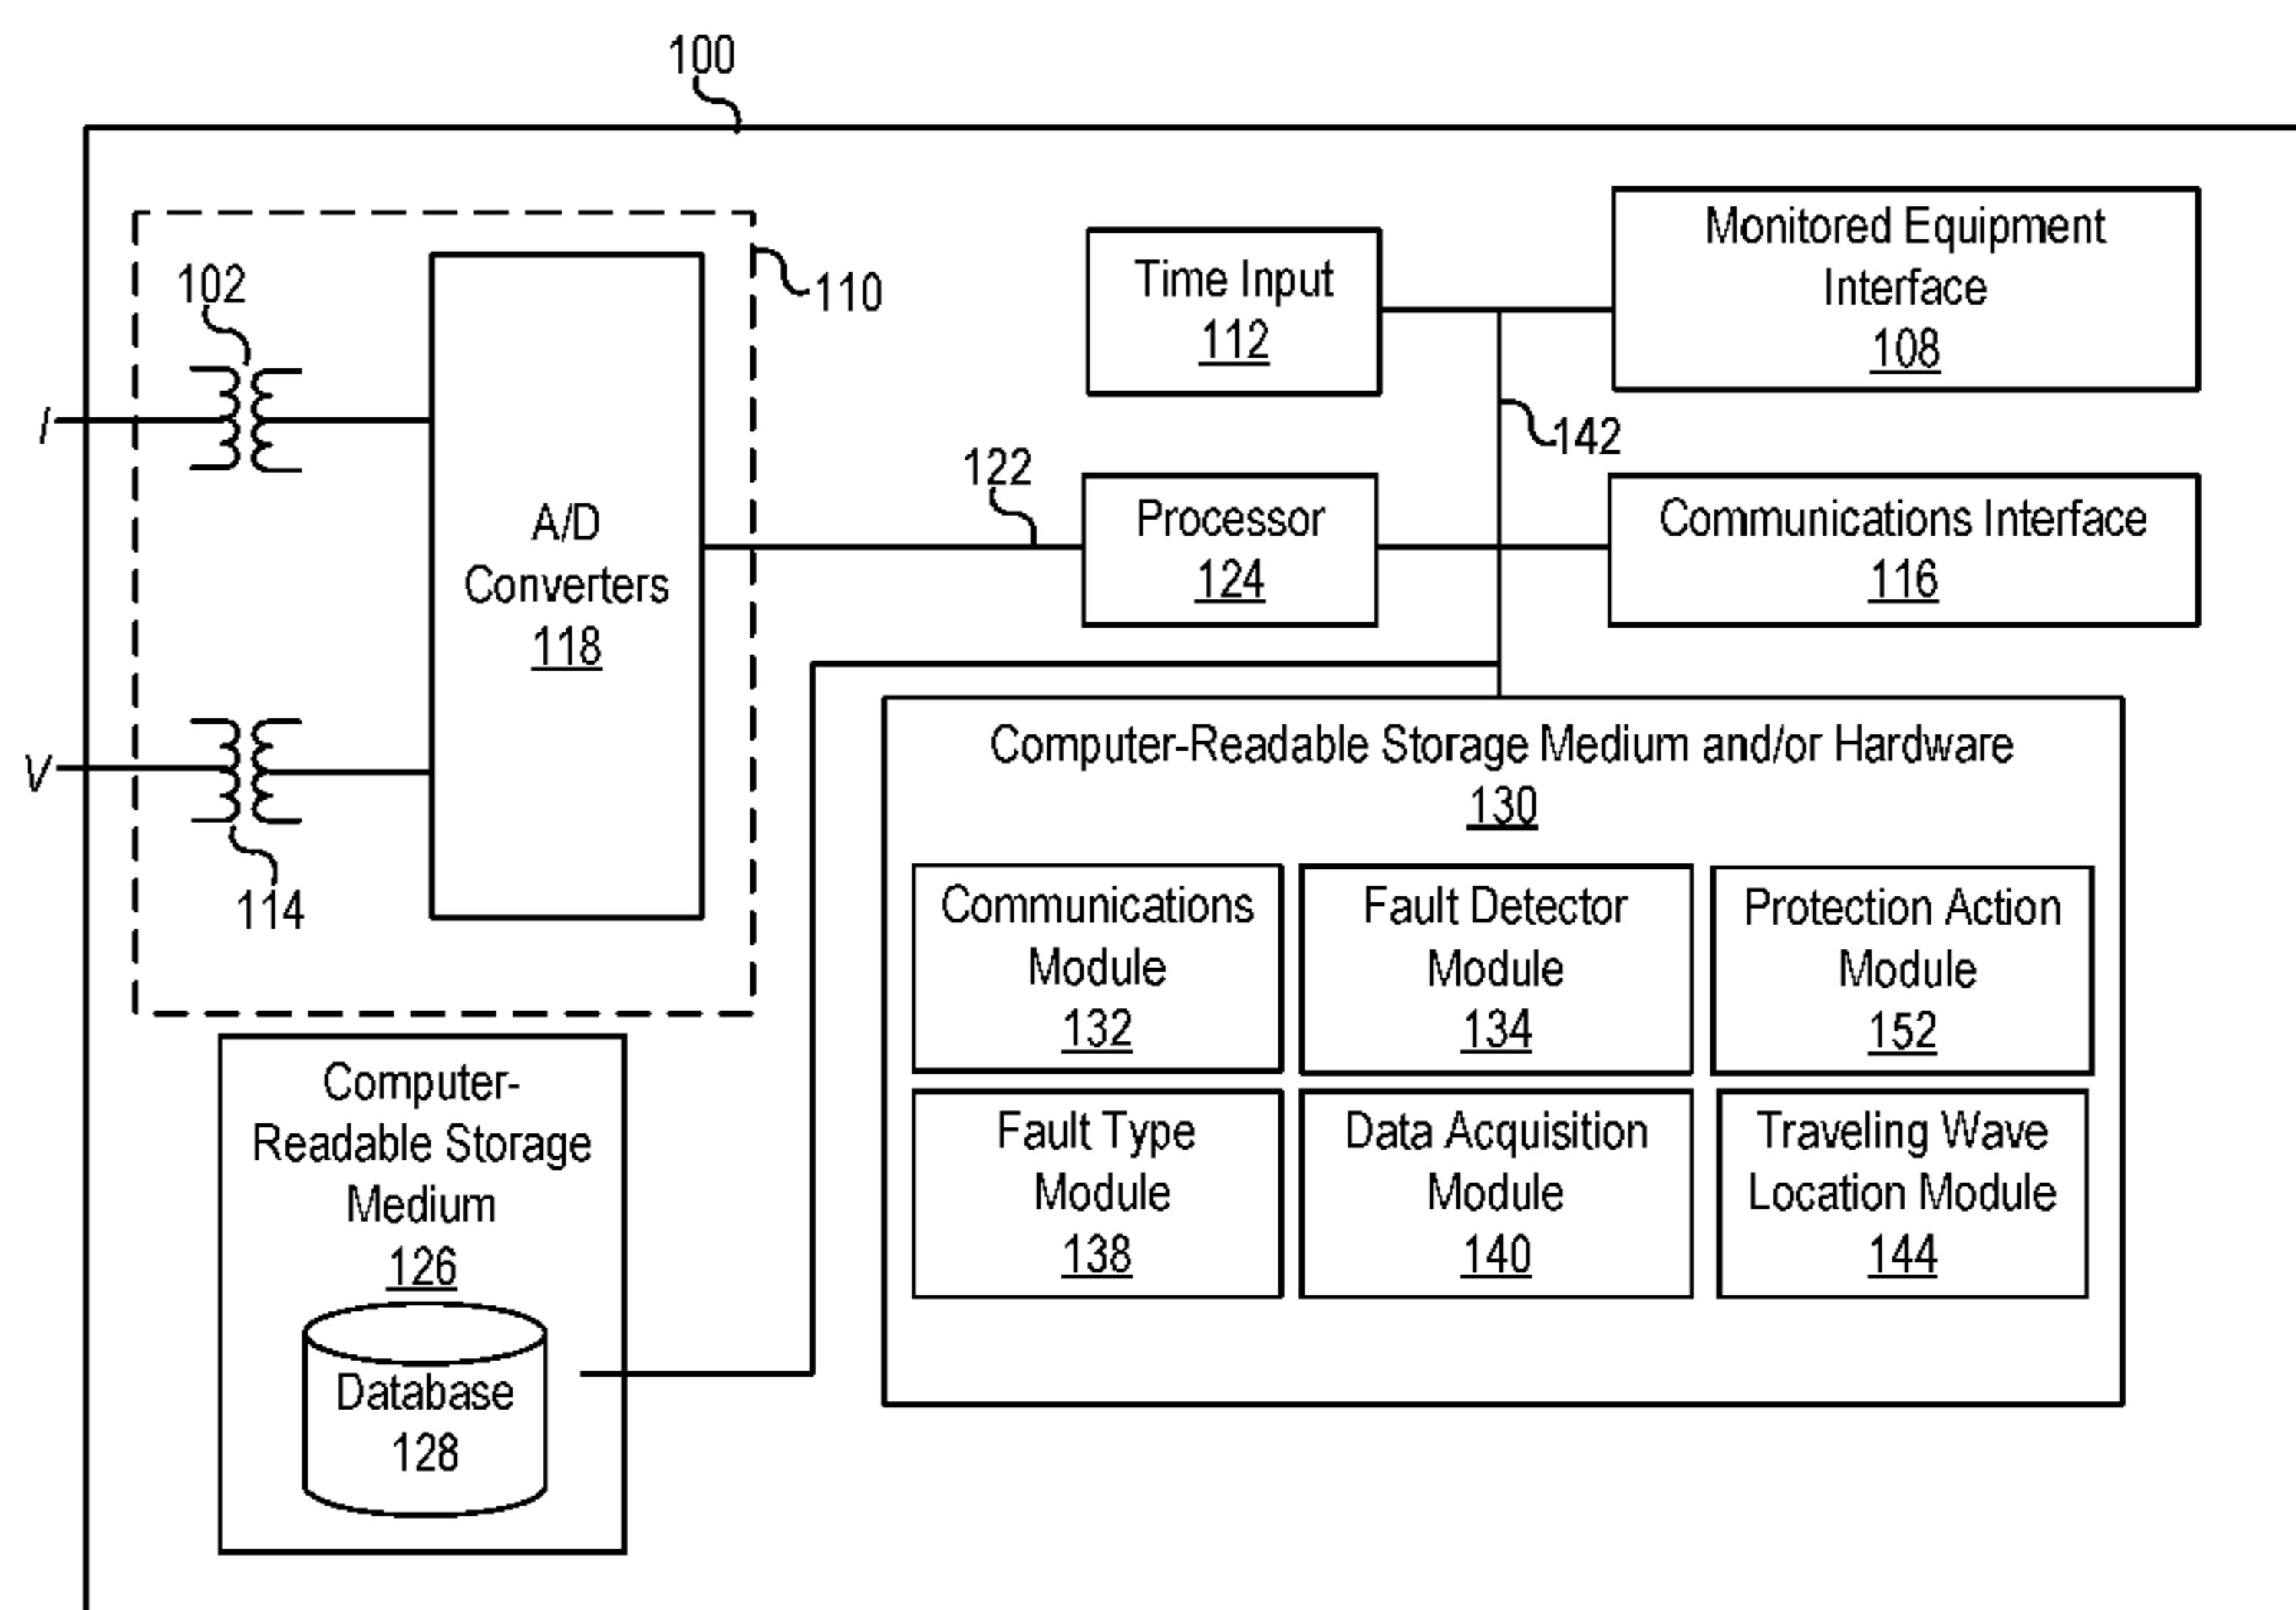 100
102
110
I
V
114
A/D
Converters
118
122
Time Input
112
Monitored Equipment
Interface
108
142
Processor
124
Communications Interface
116
Computer-Readable Storage Medium and/or Hardware
130
Communications
Module
132
Fault Detector
Module
134
Protection Action
Module
152
Fault Type
Module
138
Data Acquisition
Module
140
Traveling Wave
Location Module
144
Computer-
Readable Storage
Medium
126
Database
128